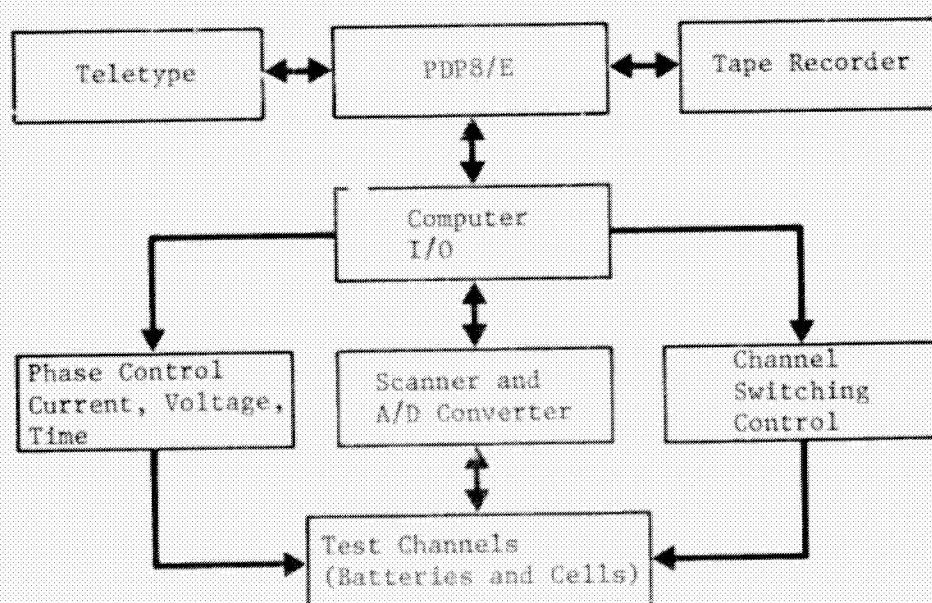 Teletype
PDP8/E
Tape Recorder
Computer
I/O
Phase Control
Current, Voltage,
Time
Scanner and
A/D Converter
Channel
Switching
Control
Test Channels
(Batteries and Cells)